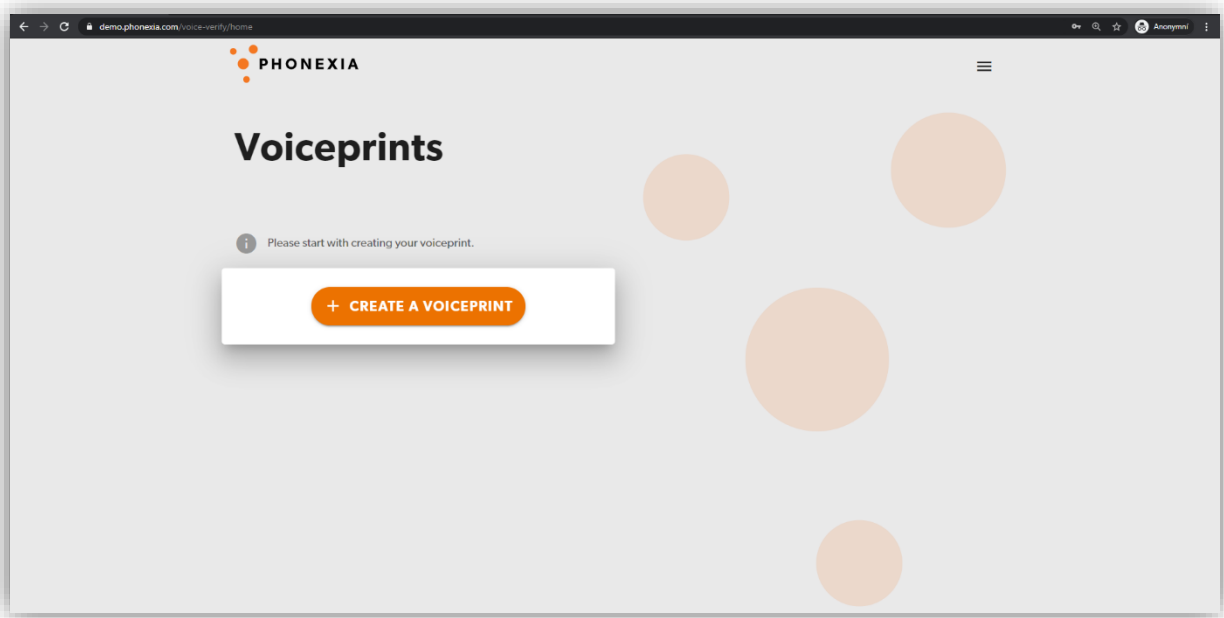 demo.phonexia.com/voice-verify/home
Anonymní
PHONEXIA
Voiceprints
i Please start with creating your voiceprint.
+ CREATE A VOICEPRINT